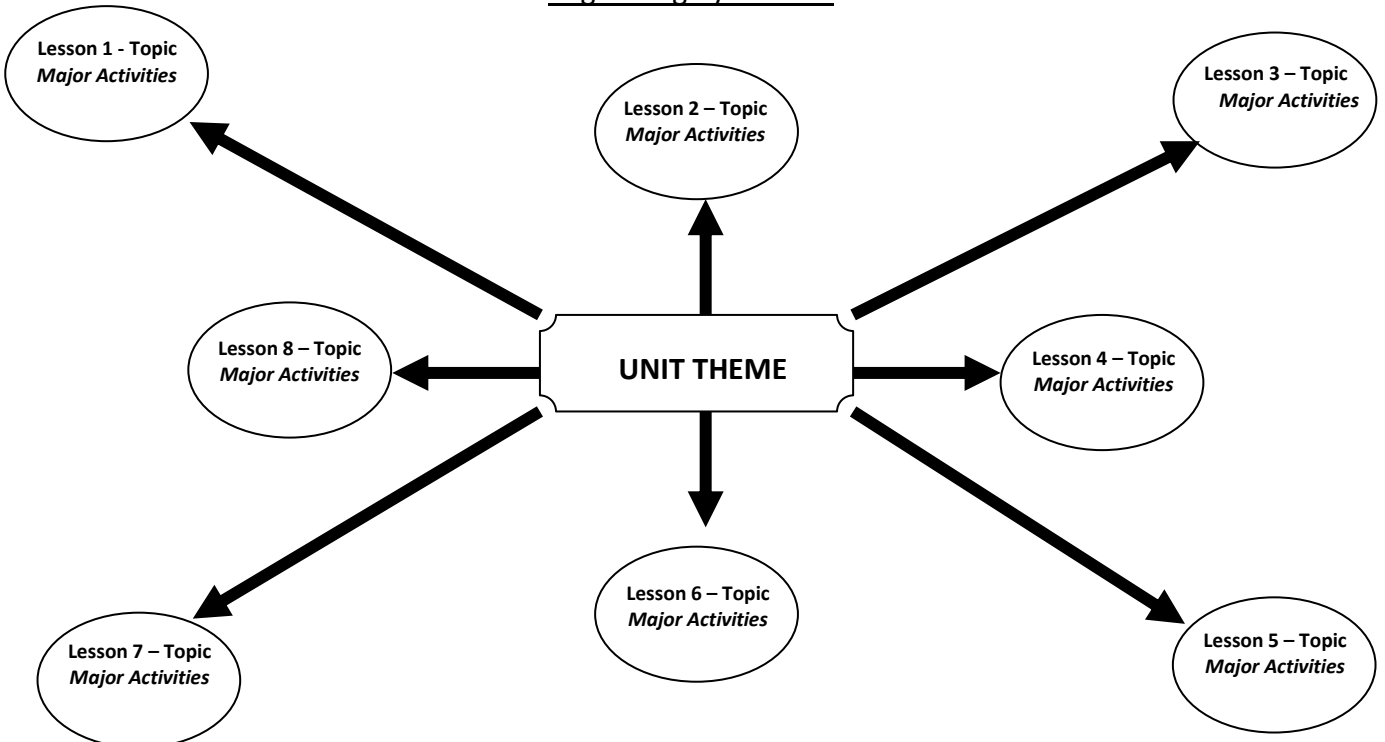 Lesson 1 - Topic
Major Activities
Lesson 2 – Topic
Major Activities
Lesson 3 – Topic
Major Activities
Lesson 8 – Topic
Major Activities
UNIT THEME
Lesson 4 – Topic
Major Activities
Lesson 7 – Topic
Major Activities
Lesson 6 – Topic
Major Activities
Lesson 5 – Topic
Major Activities